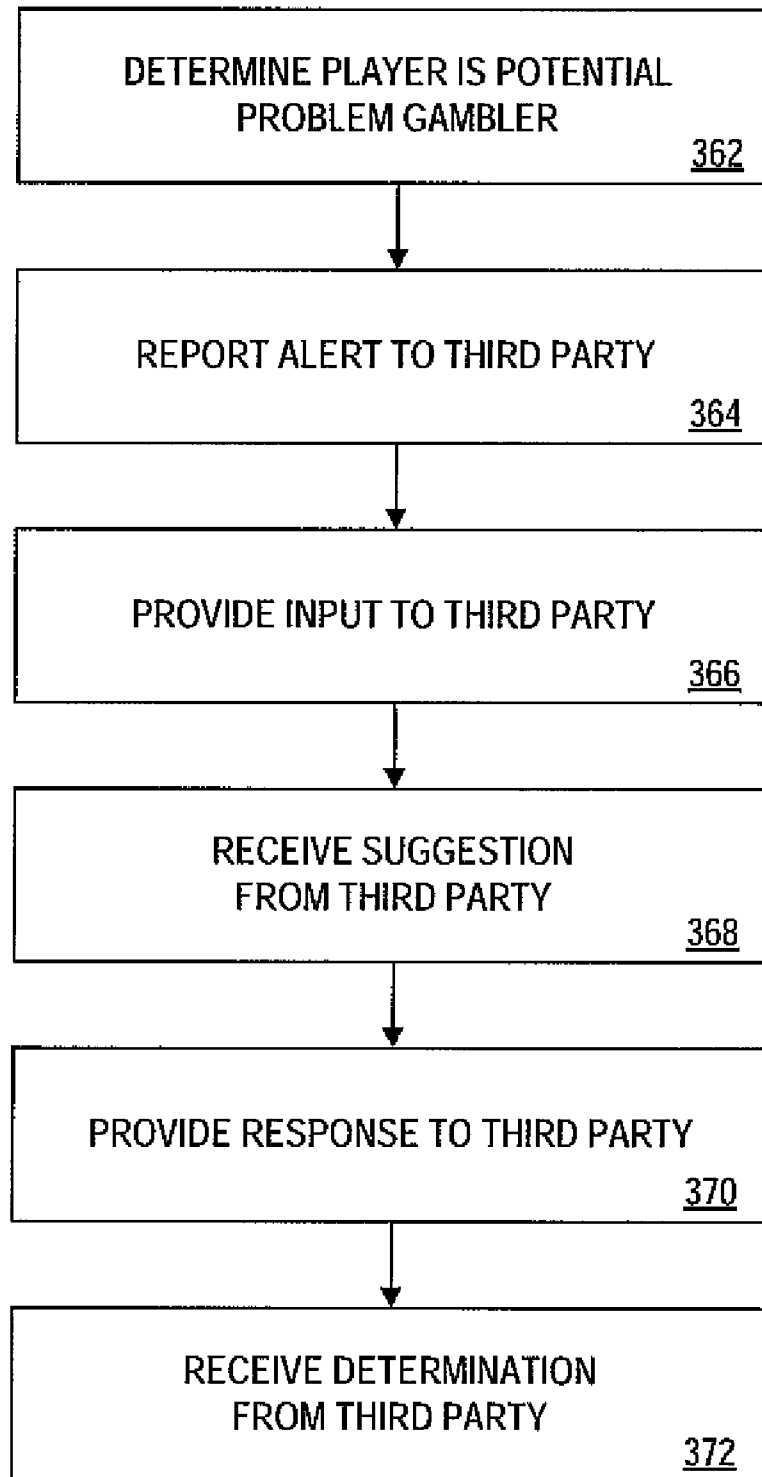 DETERMINE PLAYER IS POTENTIAL
PROBLEM GAMBLER
362
REPORT ALERT TO THIRD PARTY
364
PROVIDE INPUT TO THIRD PARTY
366
RECEIVE SUGGESTION
FROM THIRD PARTY
368
PROVIDE RESPONSE TO THIRD PARTY
370
RECEIVE DETERMINATION
FROM THIRD PARTY
372